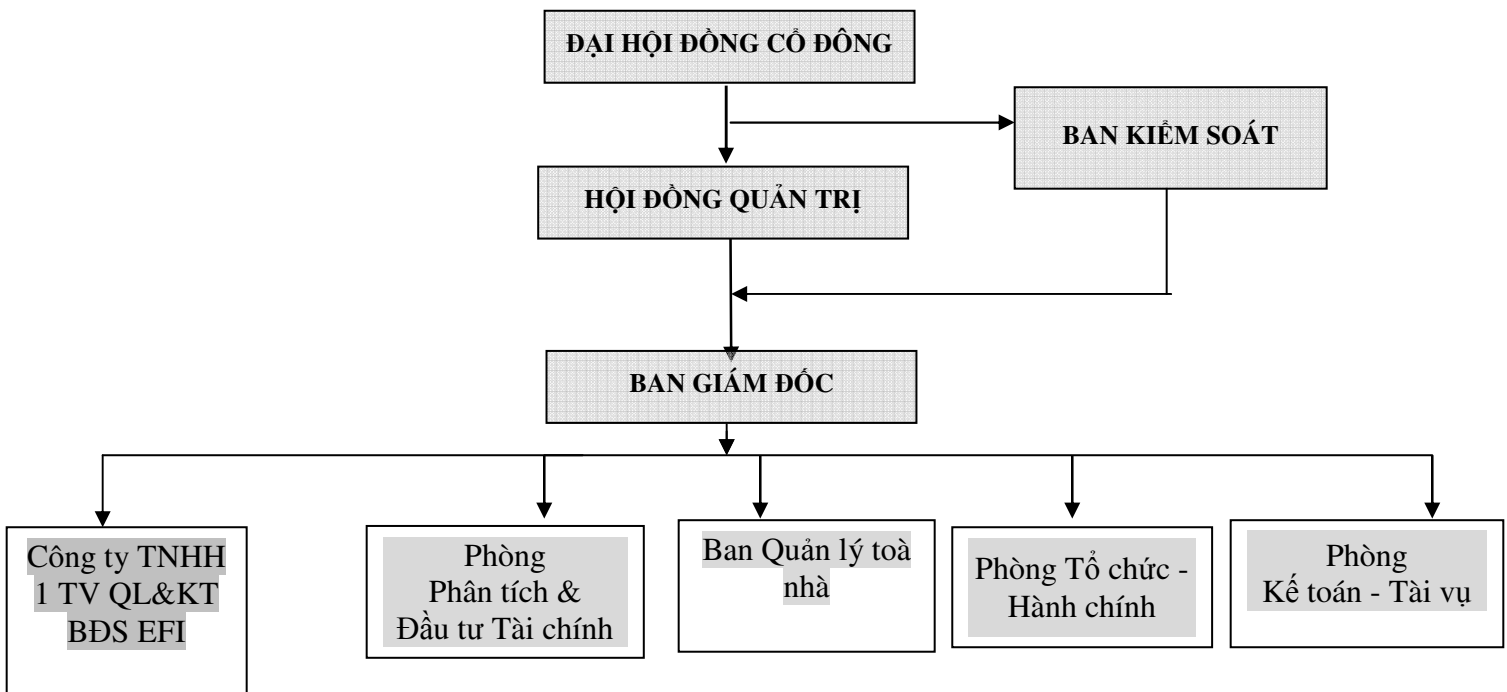 ĐẠI HỘI ĐỒNG CỔ ĐÔNG
BAN KIỂM SOÁT
HỘI ĐỒNG QUẢN TRỊ
BAN GIÁM ĐỐC
Công ty TNHH
1 TV QL&KT
BĐS EFI
Phòng
Phân tích &
Đầu tư Tài chính
Ban Quản lý toà
nhà
Phòng Tổ chức -
Hành chính
Phòng
Kế toán - Tài vụ